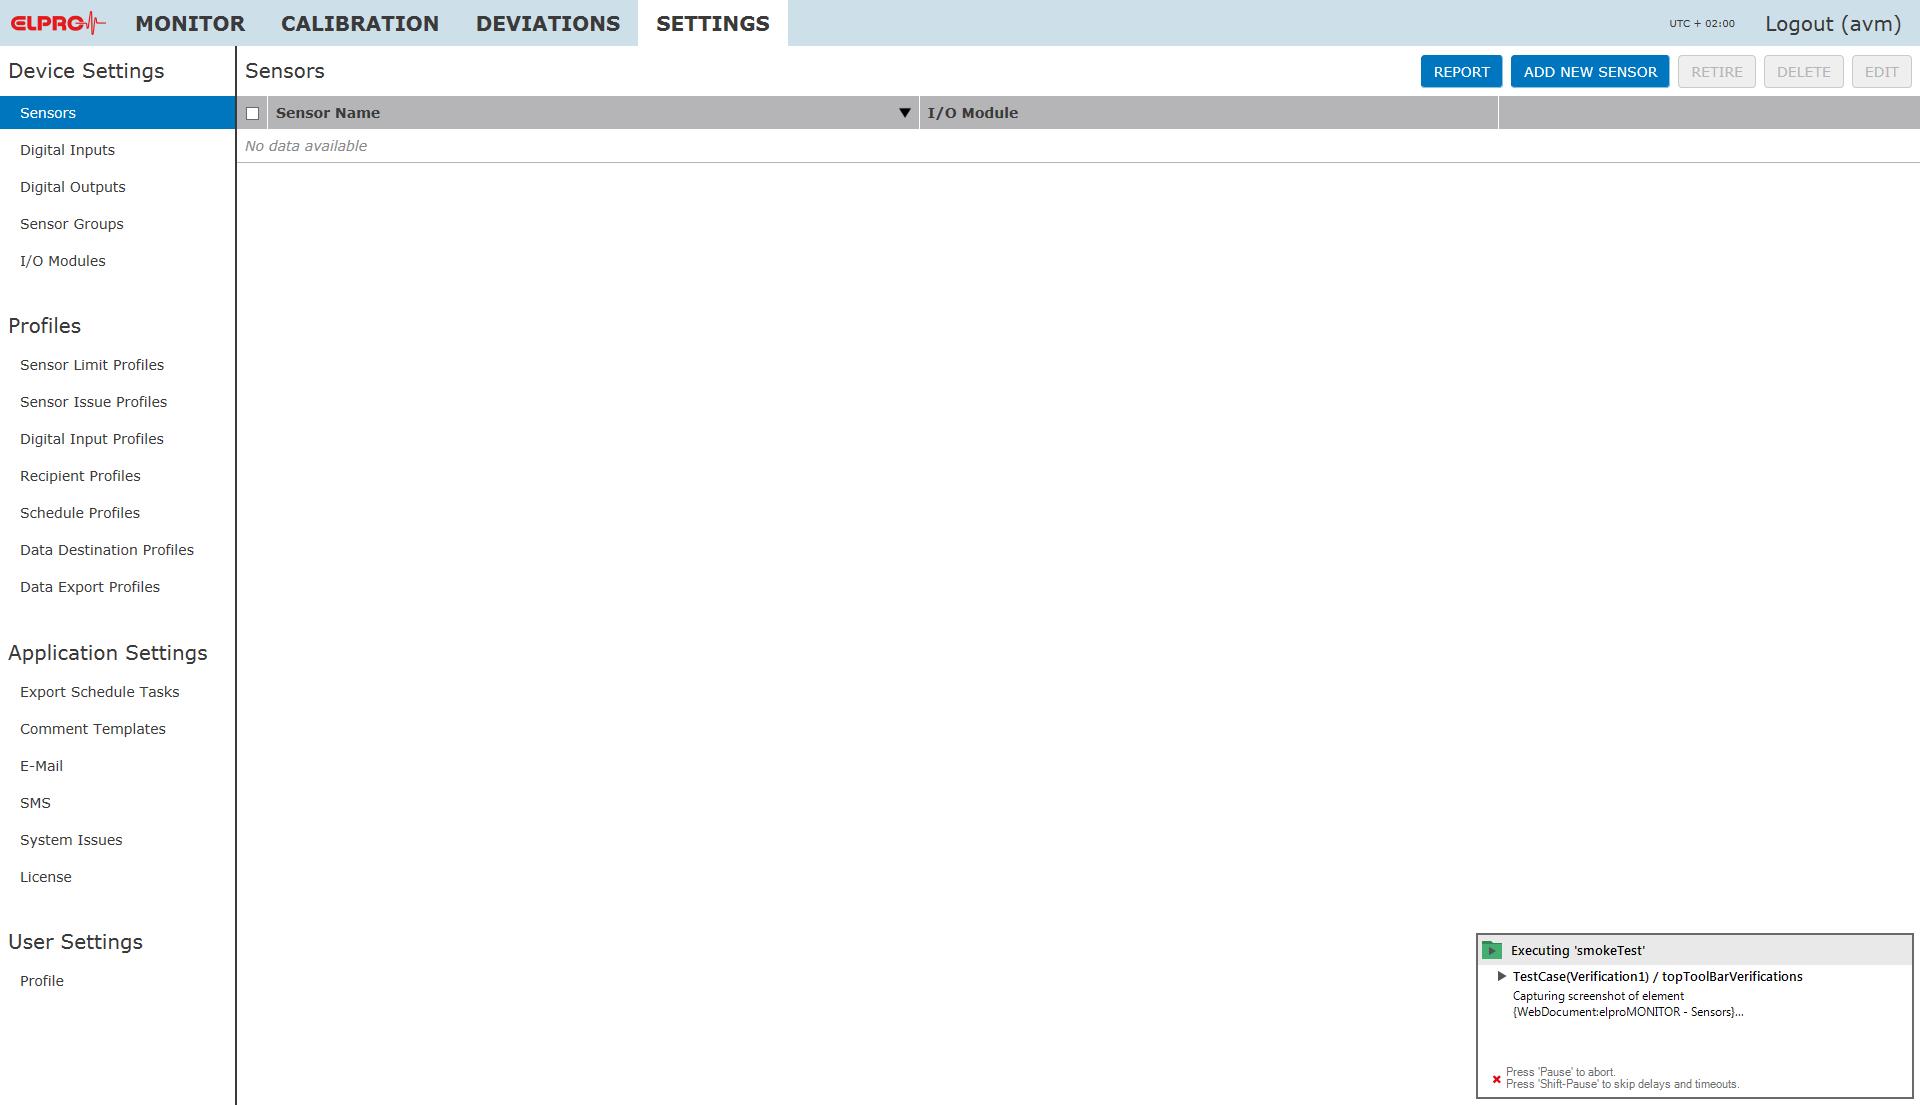 ELPRO MONITOR CALIBRATION DEVIATIONS SETTINGS UTC + 02:00 Logout (avm)
Device Settings
Sensors
Digital Inputs
Digital Outputs
Sensor Groups
I/O Modules
Profiles
Sensor Limit Profiles
Sensor Issue Profiles
Digital Input Profiles
Recipient Profiles
Schedule Profiles
Data Destination Profiles
Data Export Profiles
Application Settings
Export Schedule Tasks
Comment Templates
E-Mail
SMS
System Issues
License
User Settings
Profile
Sensors REPORT ADD NEW SENSOR RETIRE DELETE EDIT
Sensor Name I/O Module
No data available
Executing 'smokeTest'
TestCase(Verification1) / topToolBarVerifications
Capturing screenshot of element
{WebDocument:elproMONITOR - Sensors}...
Press 'Pause' to abort.
Press 'Shift-Pause' to skip delays and timeouts.